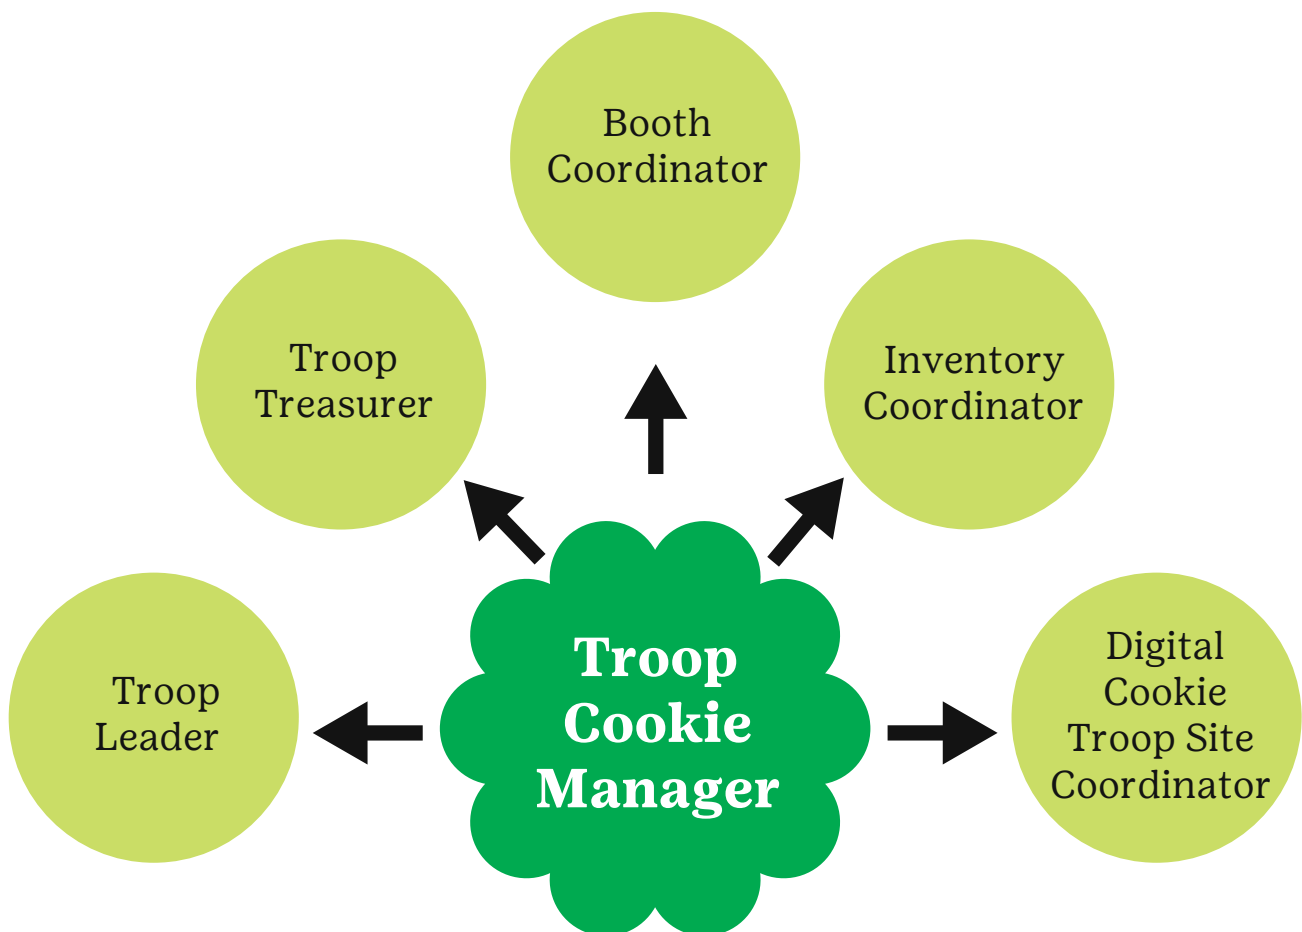 Booth
Coordinator
Troop
Treasurer
Inventory
Coordinator
Troop
Leader
Troop
Cookie
Manager
Digital
Cookie
Troop Site
Coordinator